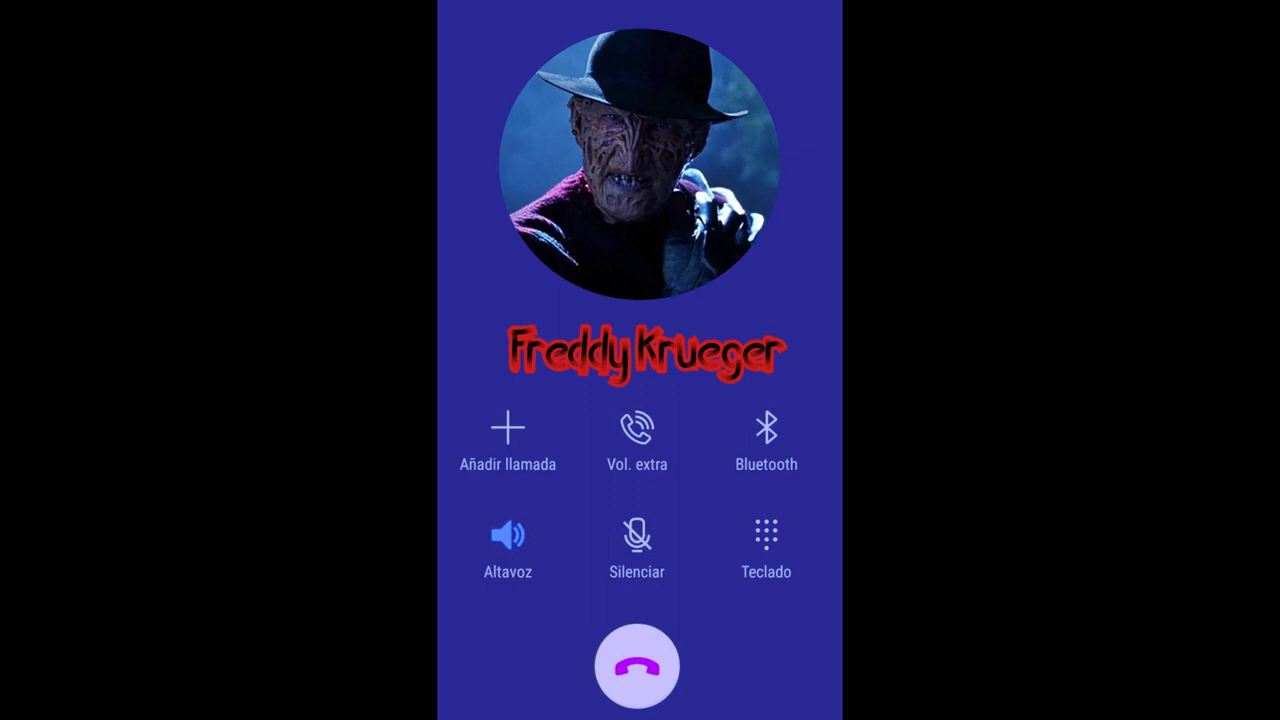 Freddy Krueger
Añadir llamada Vol. extra Bluetooth
Altavoz Silenciar Teclado